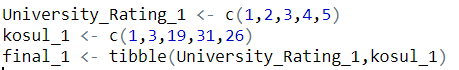 University_Rating_1 <- c(1,2,3,4,5)
kosul_1 <- c(1,3,19,31,26)
final_1 <- tibble(University_Rating_1,kosul_1)